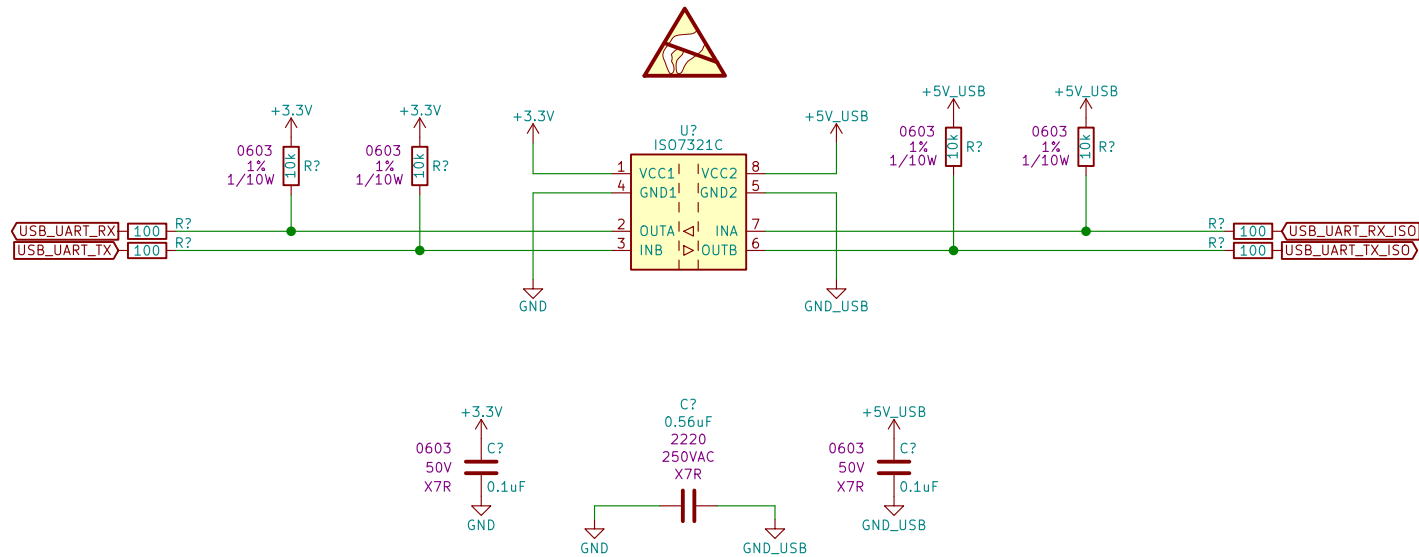 +3.3V
0603
1%
1/10W
10k
R?
+3.3V
0603
1%
1/10W
10k
R?
+3.3V
U?
ISO7321C
1 VCC1 VCC2 8
4 GND1 GND2 5
2 OUTA INA 7
3 INB OUTB 6
+5V_USB
+5V_USB
0603
1%
1/10W
10k
R?
+5V_USB
0603
1%
1/10W
10k
R?
USB_UART_RX 100 R?
USB_UART_TX 100 R?
R? 100 USB_UART_RX_ISO
R? 100 USB_UART_TX_ISO
GND
GND_USB
+3.3V
0603
50V
X7R
C?
0.1uF
GND
C?
0.56uF
2220
250VAC
X7R
GND
GND_USB
+5V_USB
0603
50V
X7R
C?
0.1uF
GND_USB